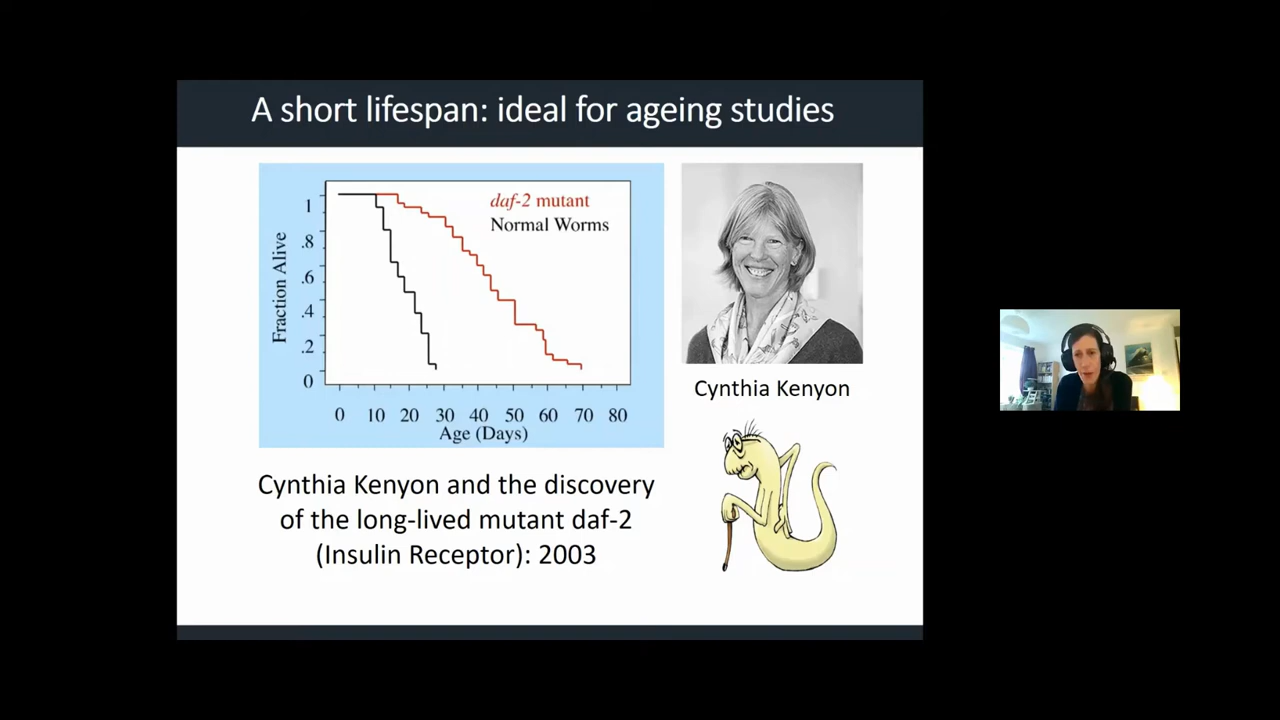 A short lifespan: ideal for ageing studies
daf-2 mutant
Normal Worms
Fraction Alive
1
.8
.6
.4
.2
0
0 10 20 30 40 50 60 70 80
Age (Days)
Cynthia Kenyon
Cynthia Kenyon and the discovery
of the long-lived mutant daf-2
(Insulin Receptor): 2003